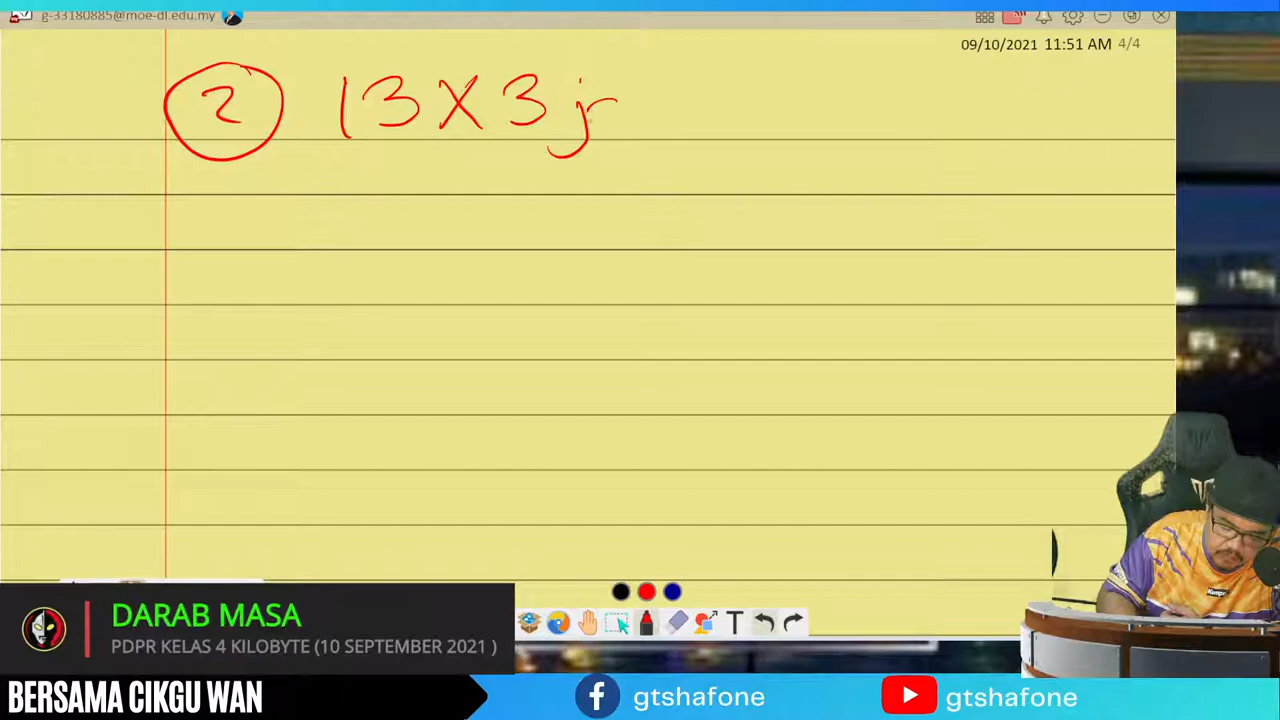 g-33180885@moe-dl.edu.my
09/10/2021 11:51 AM 4/4
2 13 X 3 j
T
DARAB MASA
PDPR KELAS 4 KILOBYTE (10 SEPTEMBER 2021 )
BERSAMA CIKGU WAN
gtshafone
gtshafone